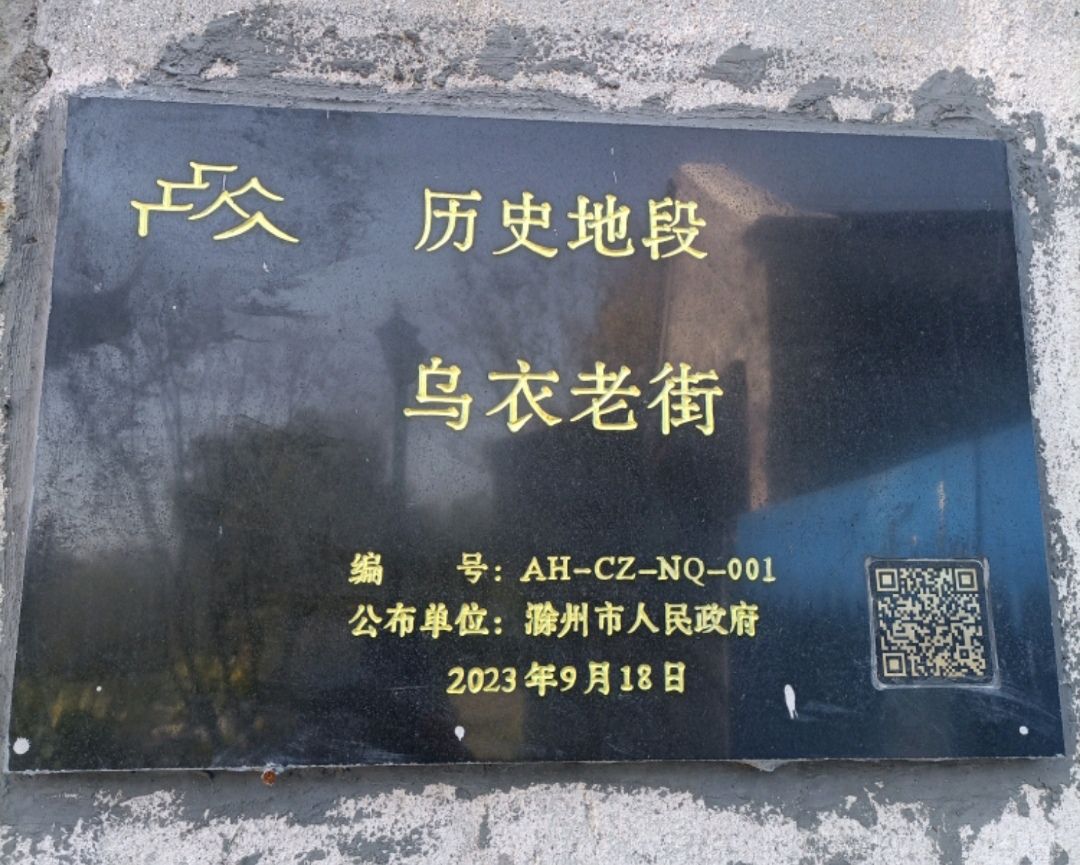 历史地段
乌衣老街
编 号：AH-CZ-NQ-001
公布单位：滁州市人民政府
2023年9月18日